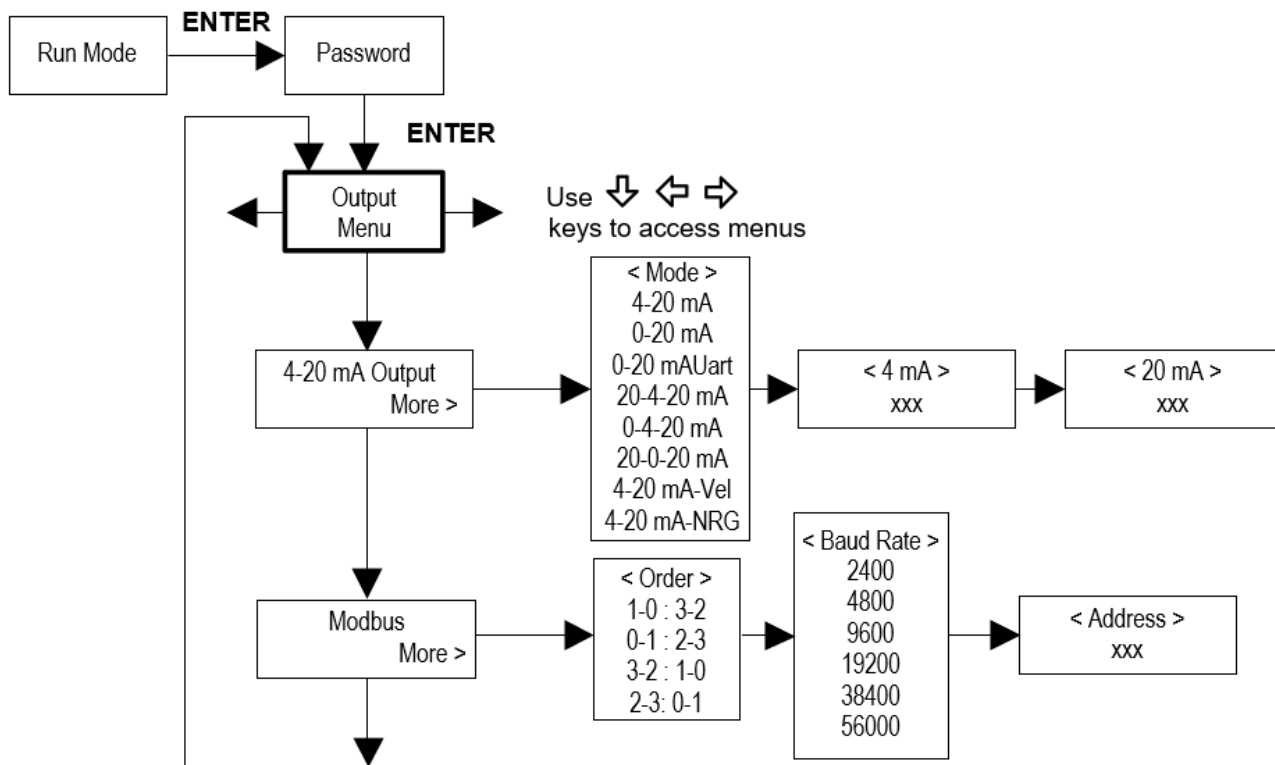 ENTER
Run Mode
Password
ENTER
Output
Menu
Use
keys to access menus
4-20 mA Output
More >
< Mode >
4-20 mA
0-20 mA
0-20 mAUart
20-4-20 mA
0-4-20 mA
20-0-20 mA
4-20 mA-Vel
4-20 mA-NRG
< 4 mA >
xxx
< 20 mA >
xxx
Modbus
More >
< Order >
1-0 : 3-2
0-1 : 2-3
3-2 : 1-0
2-3: 0-1
< Baud Rate >
2400
4800
9600
19200
38400
56000
< Address >
xxx